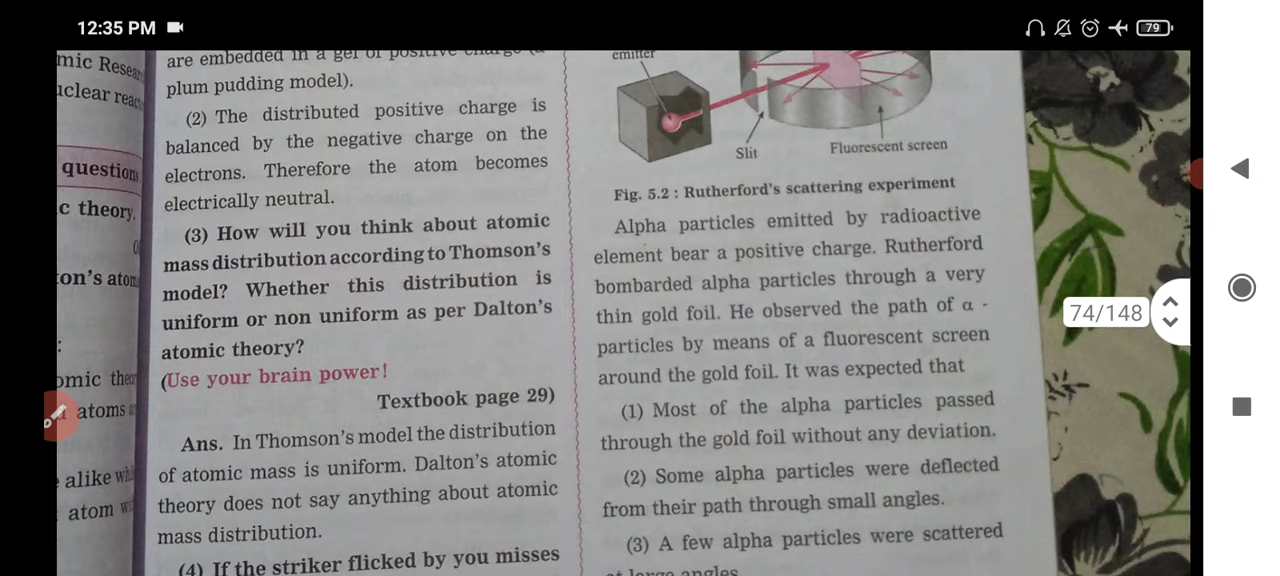 12:35 PM
79
mic Resear
uclear reac
question
c theory.
ton's atom
:
omic theo
atoms
alike whi
atom w
are embedded in a gel of positive charge (a
plum pudding model).
(2) The distributed positive charge is
balanced by the negative charge on the
electrons. Therefore the atom becomes
electrically neutral.
(3) How will you think about atomic
mass distribution according to Thomson's
model? Whether this distribution is
uniform or non uniform as per Dalton's
atomic theory?
(Use your brain power!
Textbook page 29)
Ans. In Thomson's model the distribution
of atomic mass is uniform. Dalton's atomic
theory does not say anything about atomic
mass distribution.
(4) If the striker flicked by you misses
emitter
Slit
Fluorescent screen
Fig. 5.2 : Rutherford's scattering experiment
Alpha particles emitted by radioactive
element bear a positive charge. Rutherford
bombarded alpha particles through a very
thin gold foil. He observed the path of α -
particles by means of a fluorescent screen
around the gold foil. It was expected that
(1) Most of the alpha particles passed
through the gold foil without any deviation.
(2) Some alpha particles were deflected
from their path through small angles.
(3) A few alpha particles were scattered
at large angles
74/148